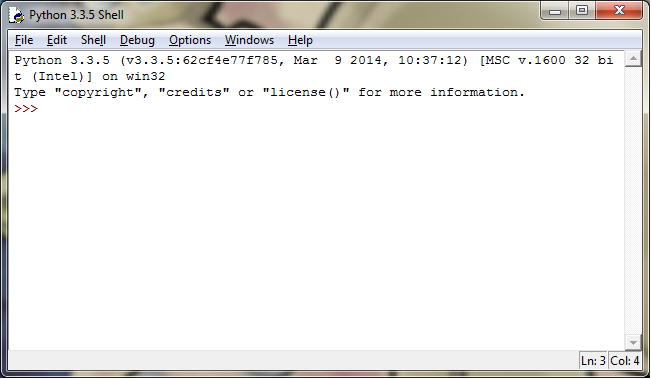 Python 3.3.5 Shell
File Edit Shell Debug Options Windows Help
Python 3.3.5 (v3.3.5:62cf4e77f785, Mar  9 2014, 10:37:12) [MSC v.1600 32 bi
t (Intel)] on win32
Type "copyright", "credits" or "license()" for more information.
>>>
Ln: 3 Col: 4